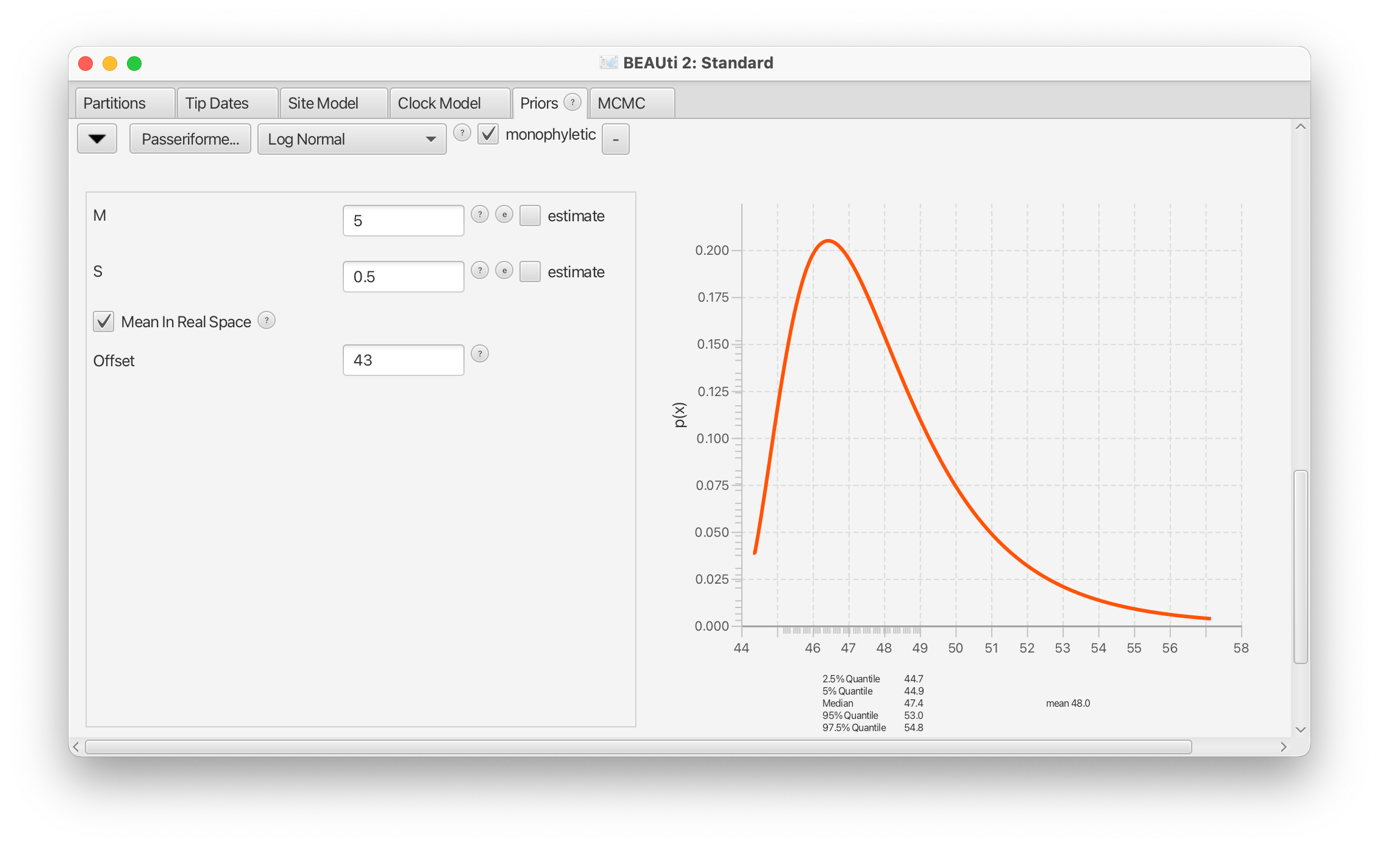 BEAUti 2: Standard
Partitions Tip Dates Site Model Clock Model Priors ? MCMC
Passeriforme... Log Normal ? monophyletic -
M 5 ? e estimate
S 0.5 ? e estimate
Mean In Real Space ?
Offset 43 ?
p(x)
0.200
0.175
0.150
0.125
0.100
0.075
0.050
0.025
0.000
44 46 47 48 49 50 51 52 53 54 55 56 58
2.5% Quantile 44.7
5% Quantile 44.9
Median 47.4 mean 48.0
95% Quantile 53.0
97.5% Quantile 54.8